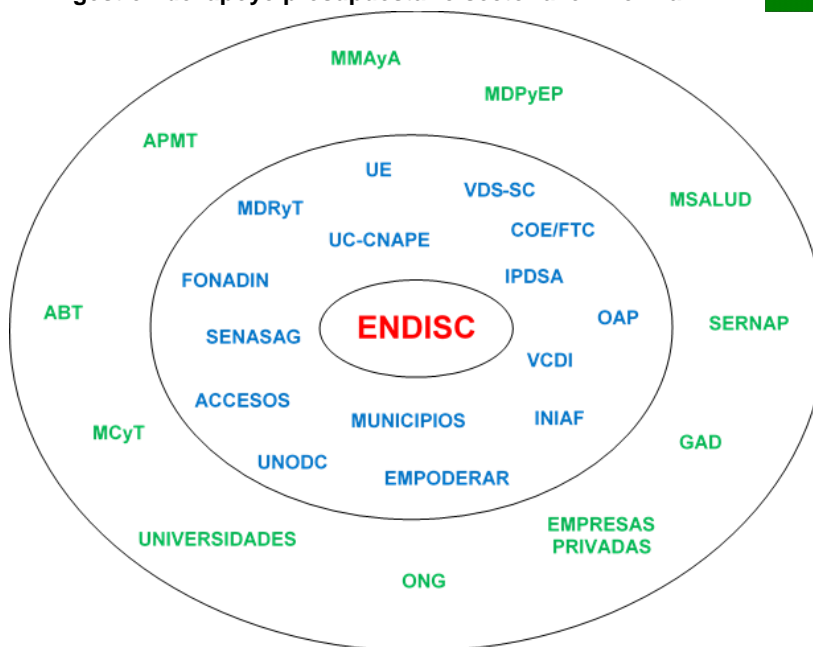 MMAyA
MDPyEP
APMT
UE
VDS-SC
MDRyT
MSALUD
UC-CNAPE
COE/FTC
FONADIN
IPDSA
ABT
ENDISC
OAP
SERNAP
SENASAG
VCDI
ACCESOS
MUNICIPIOS
INIAF
MCyT
GAD
UNODC
EMPODERAR
UNIVERSIDADES
EMPRESAS
PRIVADAS
ONG